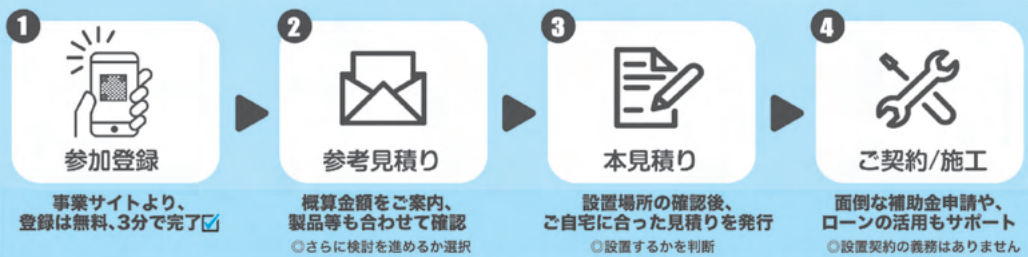 1
参加登録
事業サイトより、
登録は無料、3分で完了☑
2
参考見積り
概算金額をご案内、
製品等も合わせて確認
◎さらに検討を進めるか選択
3
本見積り
設置場所の確認後、
ご自宅に合った見積りを発行
◎設置するかを判断
4
ご契約/施工
面倒な補助金申請や、
ローンの活用もサポート
◎設置契約の義務はありません